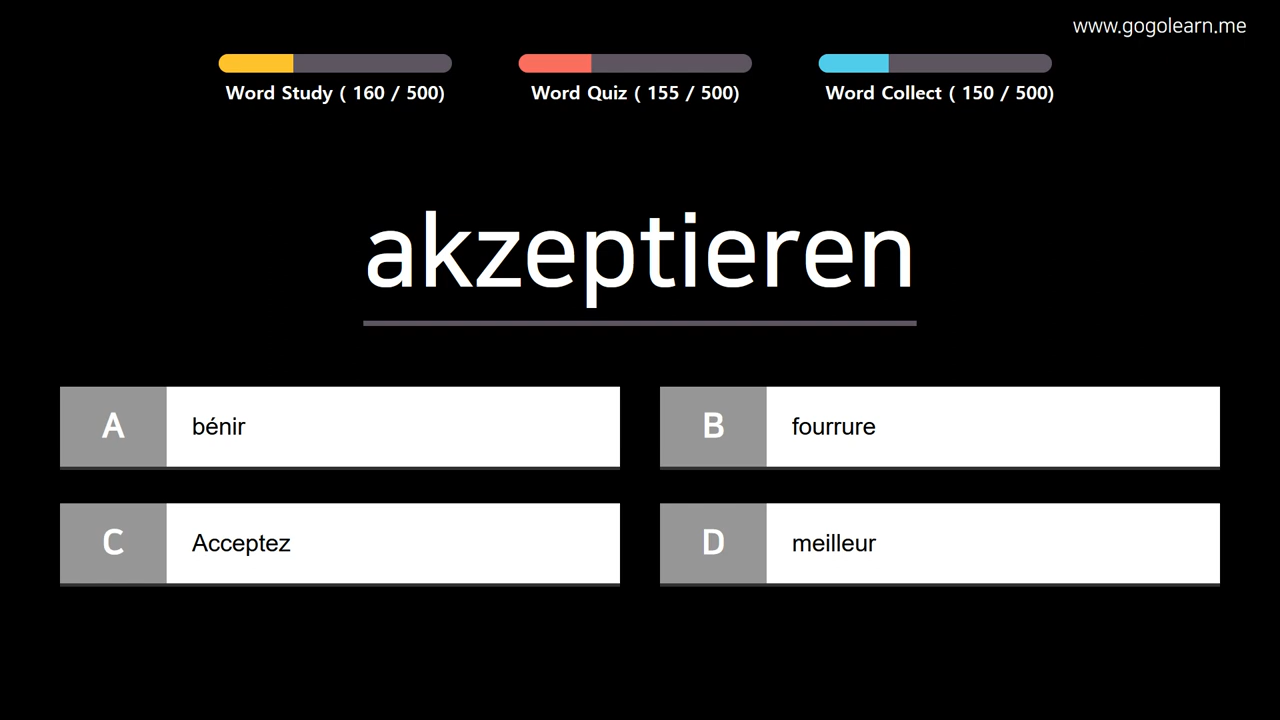 www.gogolearn.me
Word Study ( 160 / 500)
Word Quiz ( 155 / 500)
Word Collect ( 150 / 500)
akzeptieren
A bénir
B fourrure
C Acceptez
D meilleur